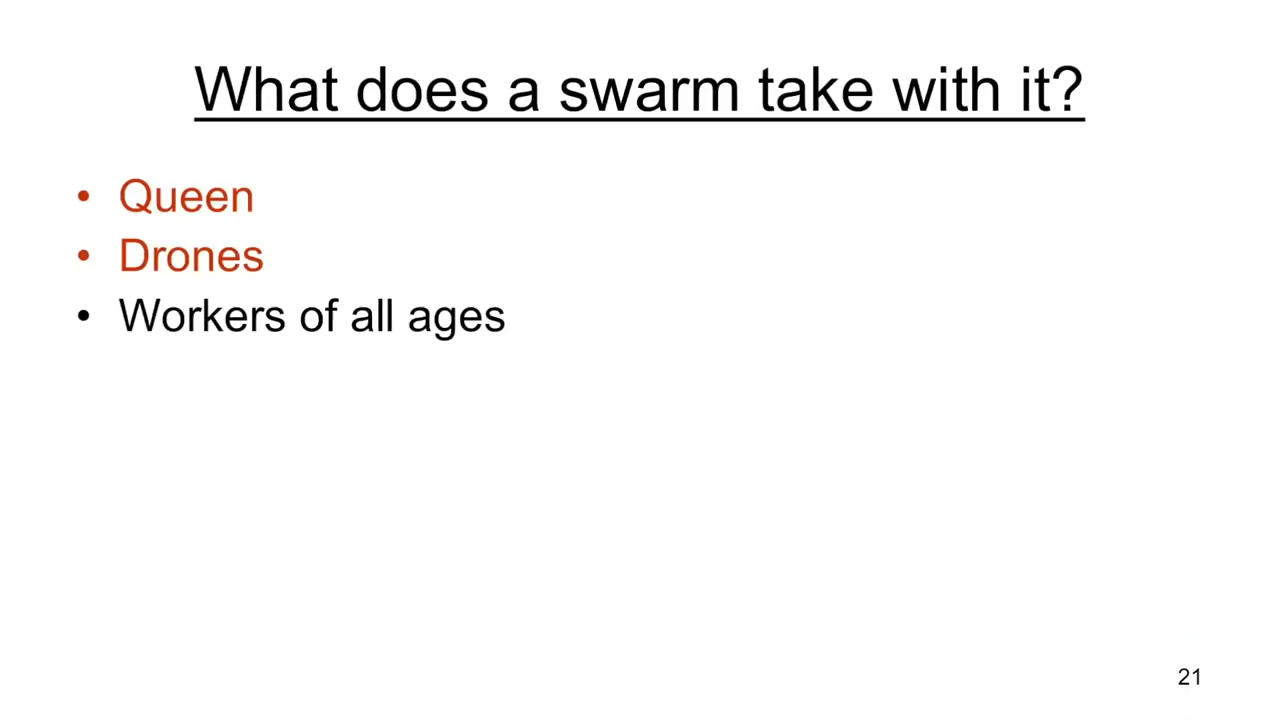 What does a swarm take with it?
• Queen
• Drones
• Workers of all ages
21